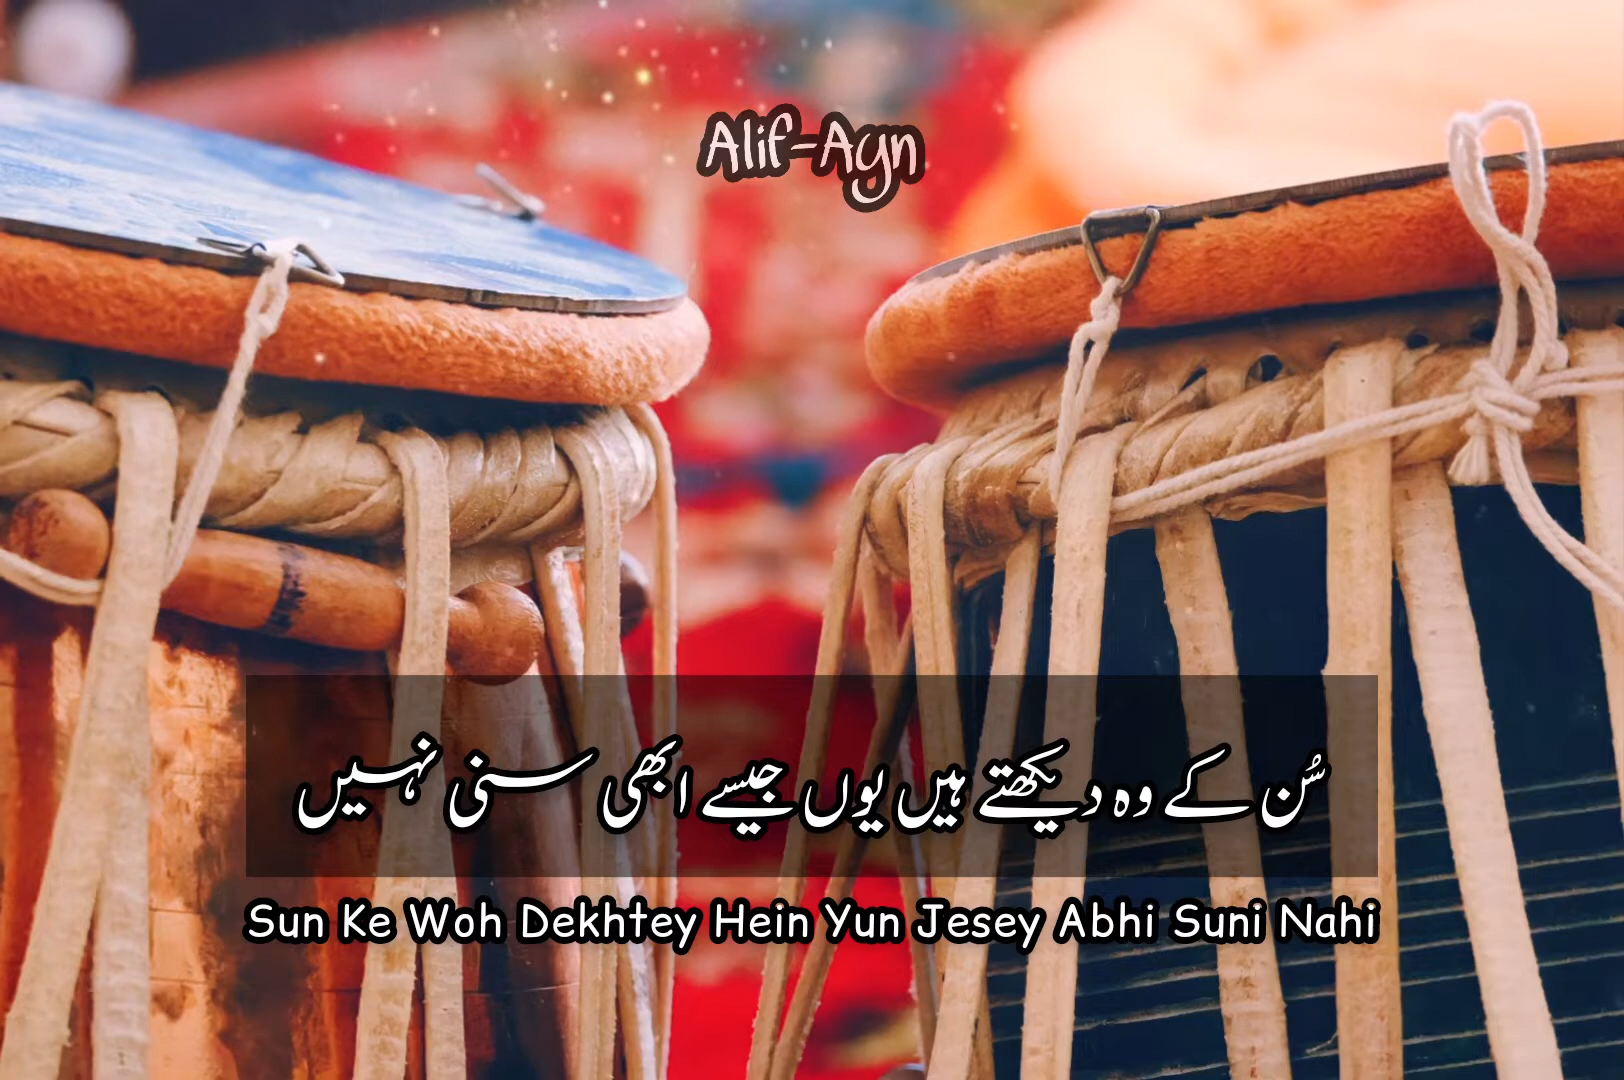 Alif-Agn
سُن کے وہ دیکھتے ہیں یوں جیسے ابھی سنی نہیں
Sun Ke Woh Dekhtey Hein Yun Jesey Abhi Suni Nahi